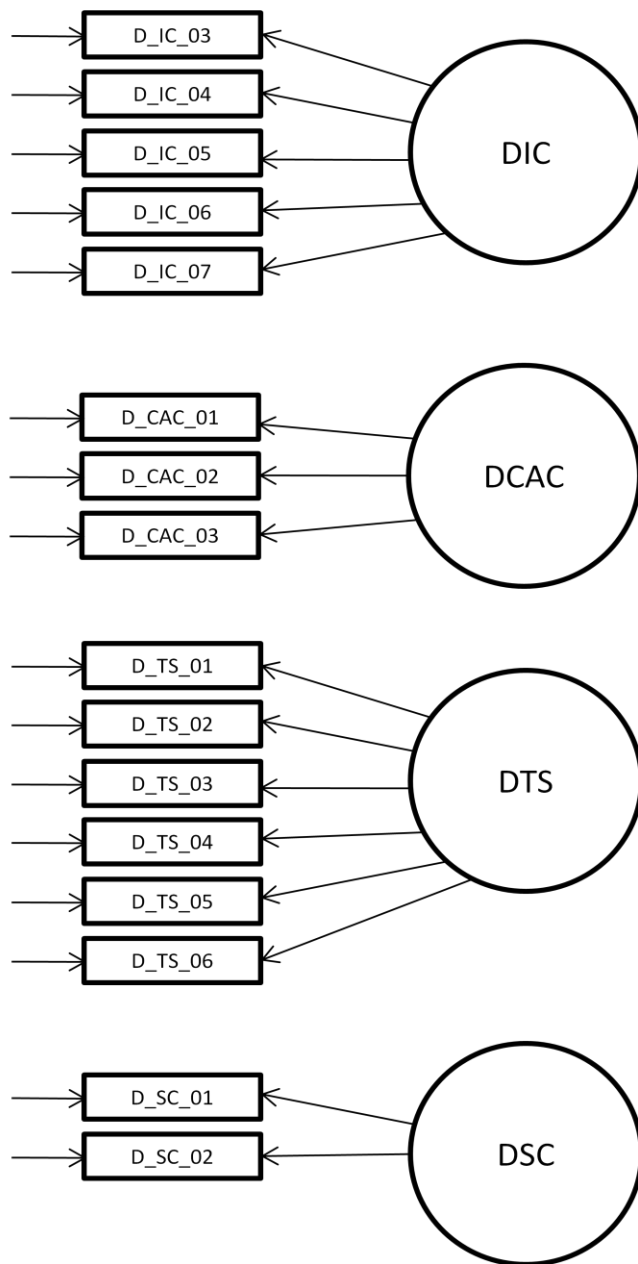 D_IC_03
D_IC_04
D_IC_05
D_IC_06
D_IC_07
DIC
D_CAC_01
D_CAC_02
D_CAC_03
DCAC
D_TS_01
D_TS_02
D_TS_03
D_TS_04
D_TS_05
D_TS_06
DTS
D_SC_01
D_SC_02
DSC